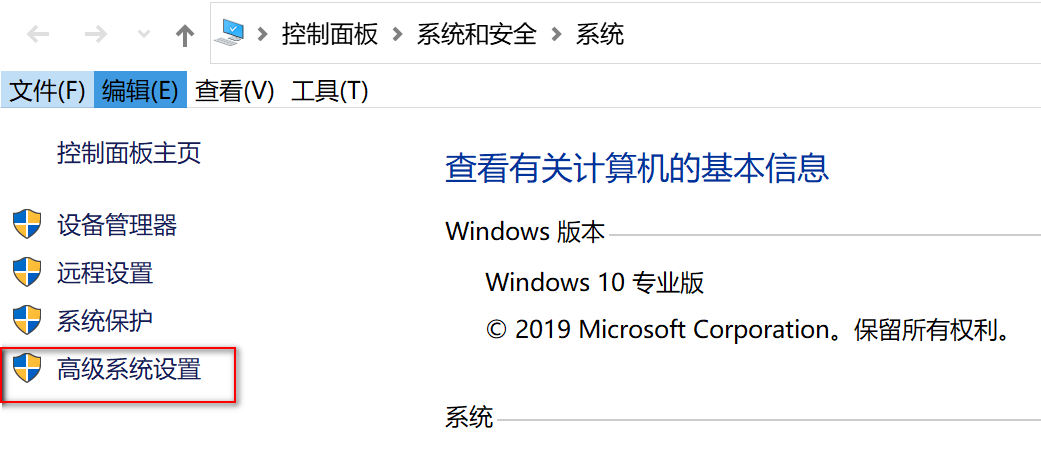 控制面板 > 系统和安全 > 系统
文件(F) 编辑(E) 查看(V) 工具(T)
控制面板主页
设备管理器
远程设置
系统保护
高级系统设置
查看有关计算机的基本信息
Windows 版本
Windows 10 专业版
© 2019 Microsoft Corporation。保留所有权利。
系统